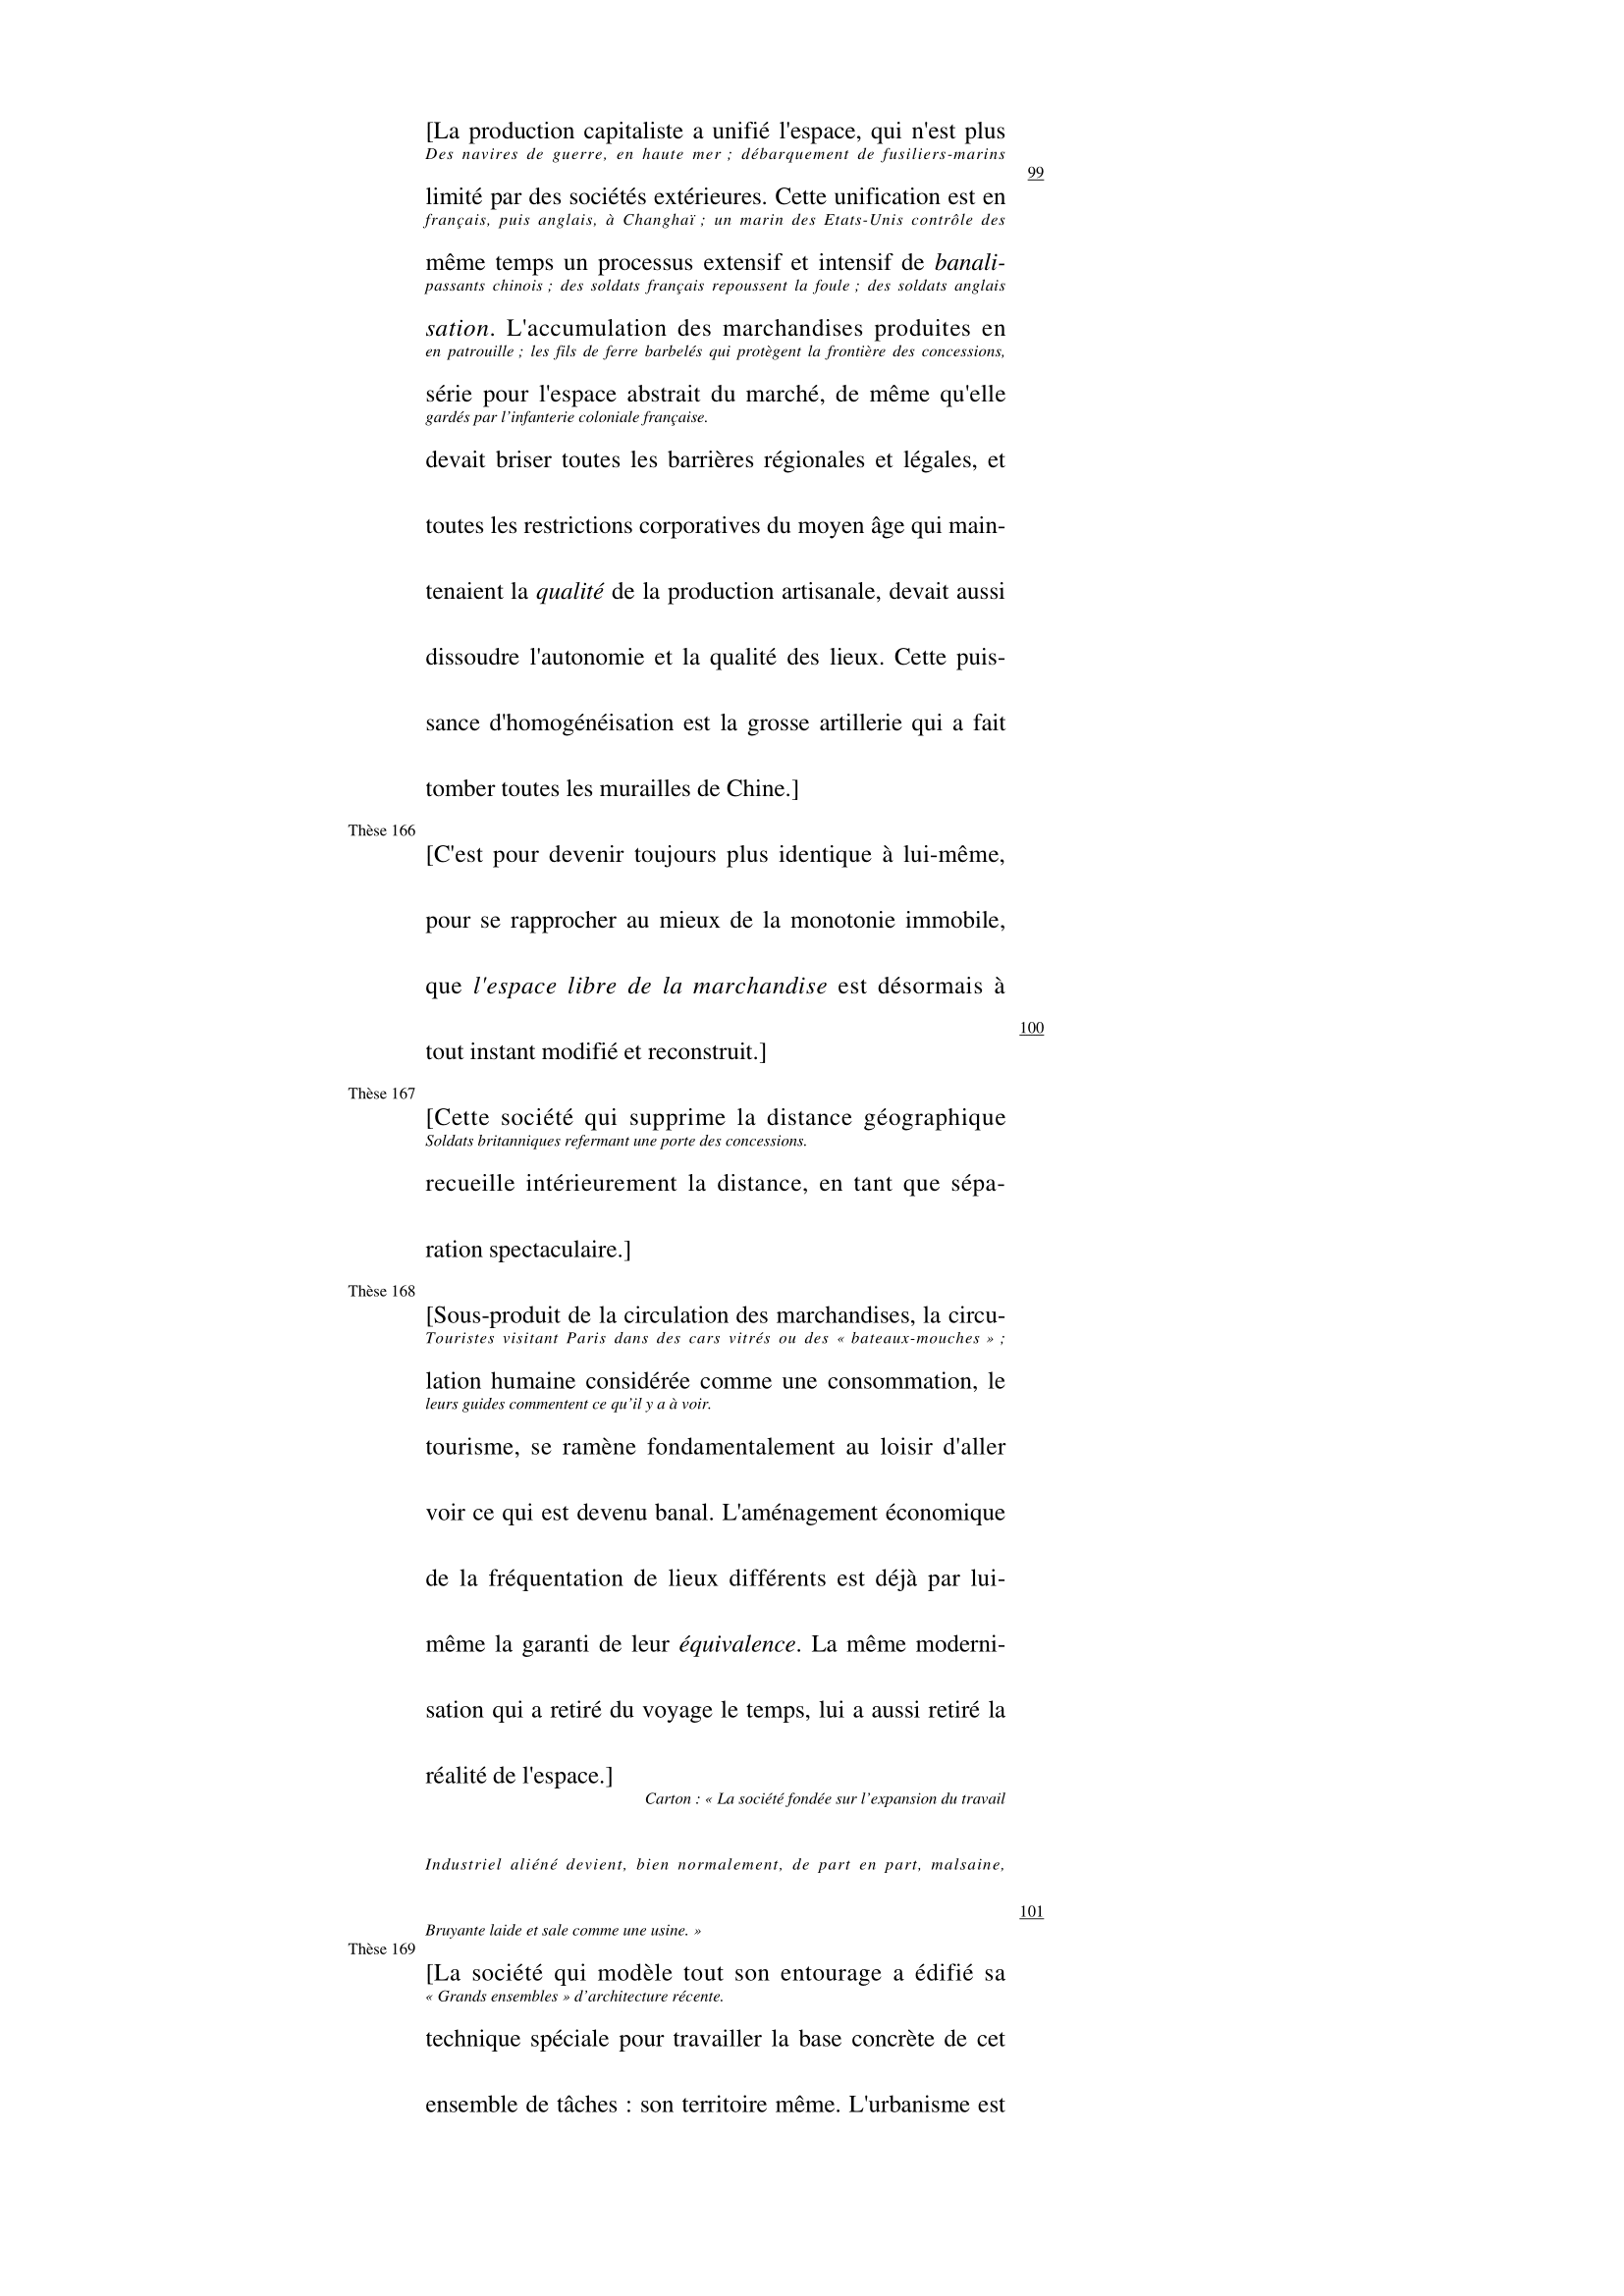 [La production capitaliste a unifié l'espace, qui n'est plus
Des navires de guerre, en haute mer ; débarquement de fusiliers-marins
99
limité par des sociétés extérieures. Cette unification est en
français, puis anglais, à Changhaï ; un marin des Etats-Unis contrôle des
même temps un processus extensif et intensif de banali-
passants chinois ; des soldats français repoussent la foule ; des soldats anglais
sation. L'accumulation des marchandises produites en
en patrouille ; les fils de ferre barbelés qui protègent la frontière des concessions,
série pour l'espace abstrait du marché, de même qu'elle
gardés par l’infanterie coloniale française.
devait briser toutes les barrières régionales et légales, et
toutes les restrictions corporatives du moyen âge qui main-
tenaient la qualité de la production artisanale, devait aussi
dissoudre l'autonomie et la qualité des lieux. Cette puis-
sance d'homogénéisation est la grosse artillerie qui a fait
tomber toutes les murailles de Chine.]
Thèse 166
[C'est pour devenir toujours plus identique à lui-même,
pour se rapprocher au mieux de la monotonie immobile,
que l'espace libre de la marchandise est désormais à
100
tout instant modifié et reconstruit.]
Thèse 167
[Cette société qui supprime la distance géographique
Soldats britanniques refermant une porte des concessions.
recueille intérieurement la distance, en tant que sépa-
ration spectaculaire.]
Thèse 168
[Sous-produit de la circulation des marchandises, la circu-
Touristes visitant Paris dans des cars vitrés ou des « bateaux-mouches » ;
lation humaine considérée comme une consommation, le
leurs guides commentent ce qu’il y a à voir.
tourisme, se ramène fondamentalement au loisir d'aller
voir ce qui est devenu banal. L'aménagement économique
de la fréquentation de lieux différents est déjà par lui-
même la garanti de leur équivalence. La même moderni-
sation qui a retiré du voyage le temps, lui a aussi retiré la
réalité de l'espace.]
Carton : « La société fondée sur l’expansion du travail
Industriel aliéné devient, bien normalement, de part en part, malsaine,
101
Bruyante laide et sale comme une usine. »
Thèse 169
[La société qui modèle tout son entourage a édifié sa
« Grands ensembles » d’architecture récente.
technique spéciale pour travailler la base concrète de cet
ensemble de tâches : son territoire même. L'urbanisme est